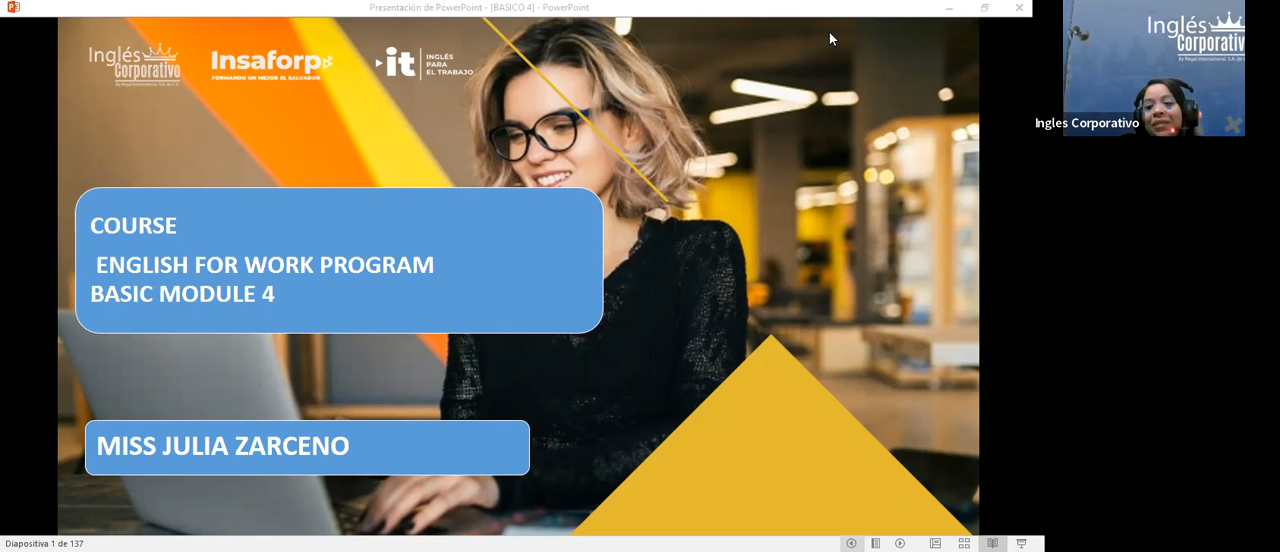 Presentación de PowerPoint - [BASICO 4] - PowerPoint
Inglés
Corporativo
Insaforp
FORMANDO UN MEJOR EL SALVADOR
it
INGLÉS
PARA
EL TRABAJO
COURSE
ENGLISH FOR WORK PROGRAM
BASIC MODULE 4
MISS JULIA ZARCENO
Inglés
Corporativ
Ingles Corporativo
Diapositiva 1 de 137